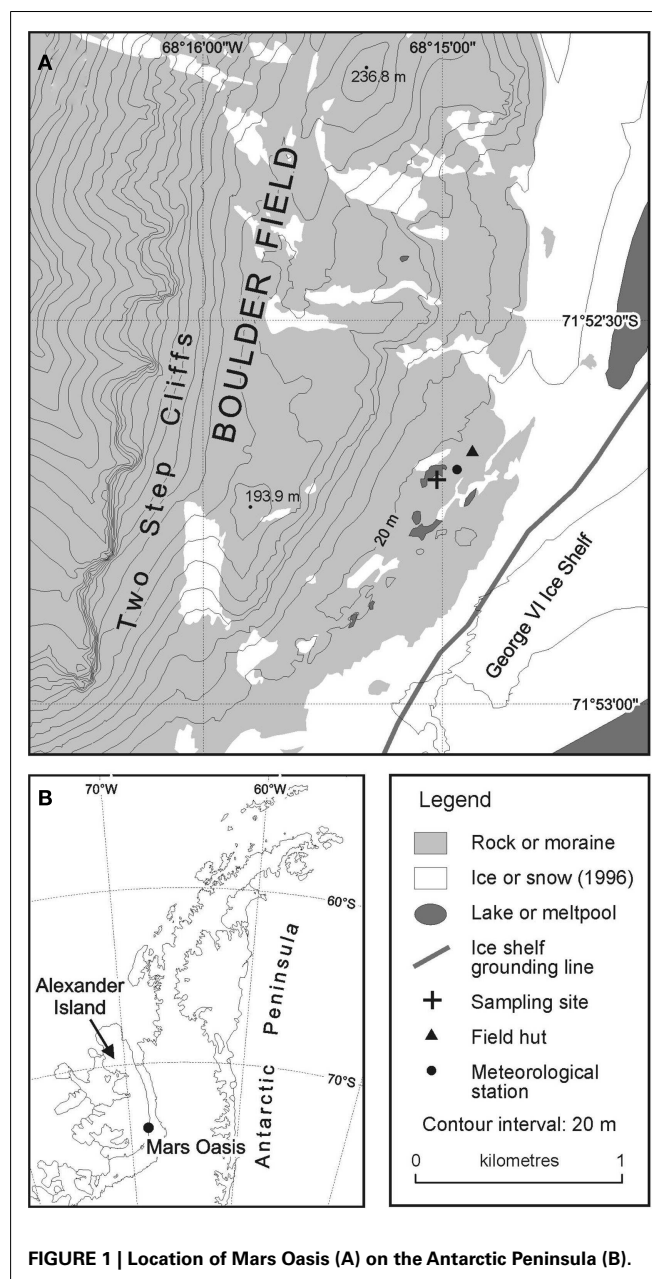 A
68°16'00"W
68°15'00"
236.8 m
BOULDER FIELD
Two Step Cliffs
71°52'30"S
193.9 m
20 m
George VI Ice Shelf
71°53'00"
B
70°W
60°W
60°S
Alexander
Island
Antarctic Peninsula
70°S
Mars Oasis
Legend
Rock or moraine
Ice or snow (1996)
Lake or meltpool
Ice shelf
grounding line
Sampling site
Field hut
Meteorological
station
Contour interval: 20 m
0 kilometres 1
FIGURE 1 | Location of Mars Oasis (A) on the Antarctic Peninsula (B).